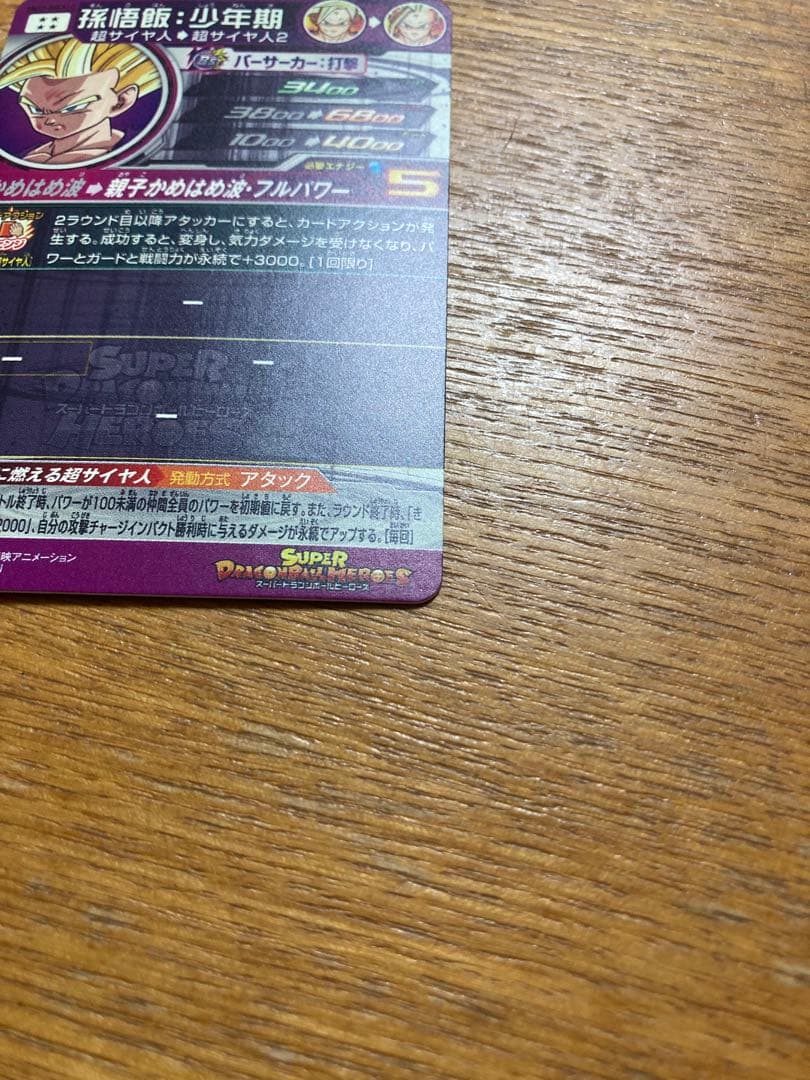 孫悟飯:少年期
超サイヤ人➡超サイヤ人2
バーサーカー:打撃
3400
3800➡6800
1000➡4000
必要エナジー
5
かめはめ波➡親子かめはめ波・フルパワー
2ラウンド目以降アタッカーにすると、カードアクションが発
生する。成功すると、変身し、気力ダメージを受けなくなり、パ
ワーとガードと戦闘力が永続で+3000。[1回限り]
ー
ー
ー
ー
SUPER
DRAGONBALL
スーパードラゴンボールヒーローズ
HEROES
に燃える超サイヤ人 発動方式 アタック
トル終了時、パワーが100未満の仲間全員のパワーを初期値に戻す。また、ラウンド終了時、「き
2000」、自分の攻撃チャージインパクト勝利時に与えるダメージが永続でアップする。[毎回]
映アニメーション
SUPER
DRAGONBALL HEROES
スーパードラゴンボールヒーローズ